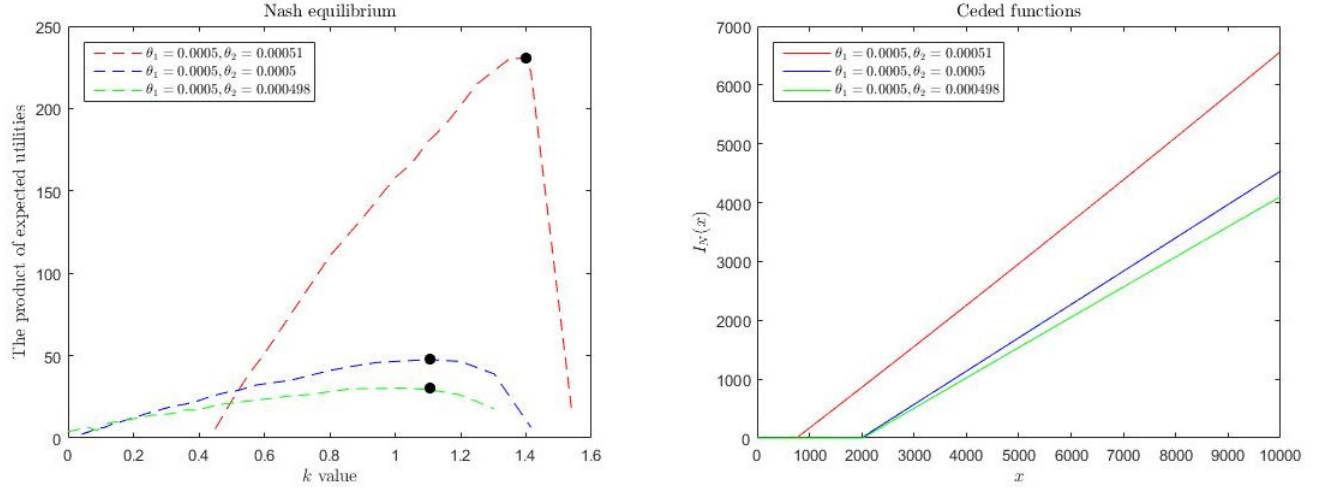 Nash equilibrium
The product of expected utilities
250
200
150
100
50
0
θ₁ = 0.0005, θ₂ = 0.00051
θ₁ = 0.0005, θ₂ = 0.0005
θ₁ = 0.0005, θ₂ = 0.000498
0 0.2 0.4 0.6 0.8 1 1.2 1.4 1.6
k value
Ceded functions
I_N(x)
7000
6000
5000
4000
3000
2000
1000
0
θ₁ = 0.0005, θ₂ = 0.00051
θ₁ = 0.0005, θ₂ = 0.0005
θ₁ = 0.0005, θ₂ = 0.000498
0 1000 2000 3000 4000 5000 6000 7000 8000 9000 10000
x